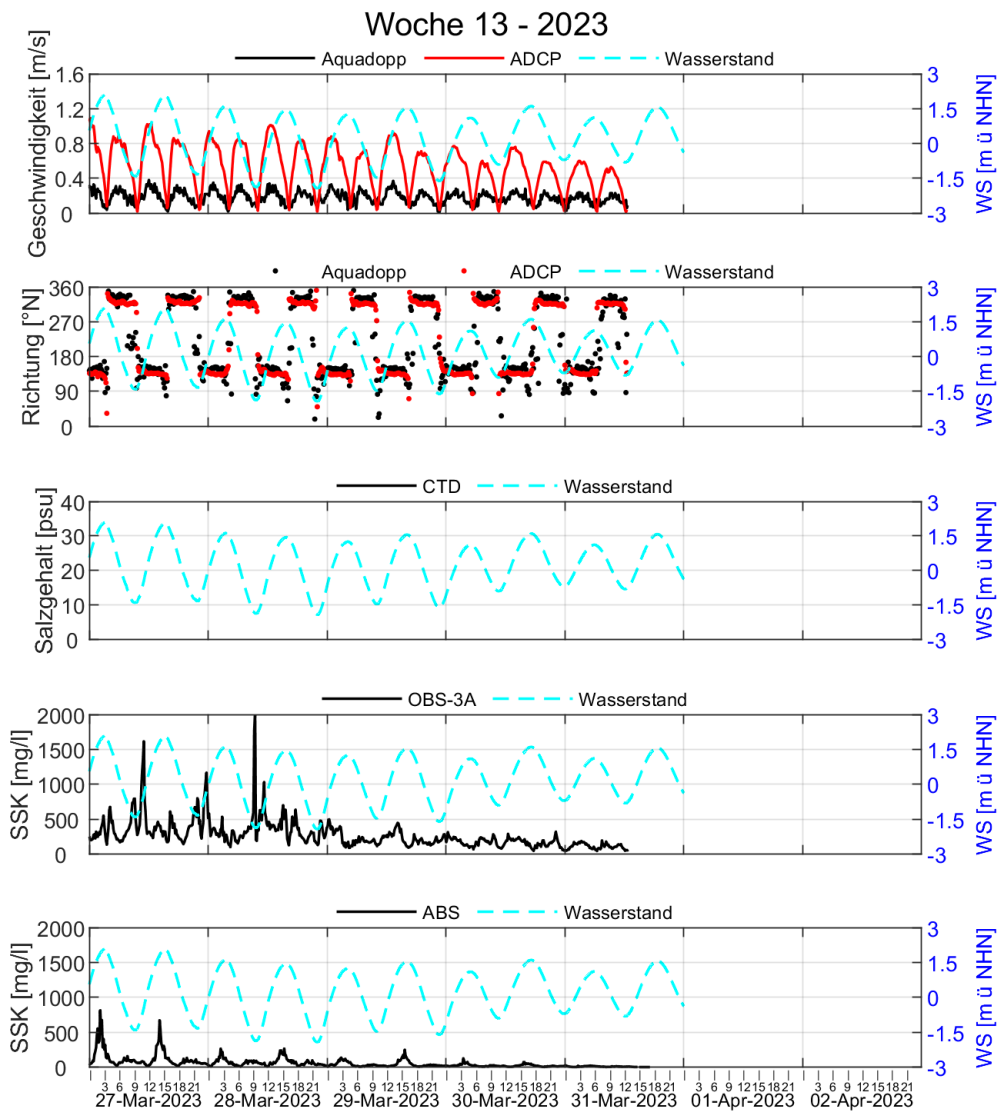 Woche 13 - 2023
Aquadopp ADCP Wasserstand
Geschwindigkeit [m/s]
1.6
1.2
0.8
0.4
0
3
1.5
0
-1.5
-3
WS [m ü NHN]
Aquadopp ADCP Wasserstand
Richtung [°N]
360
270
180
90
0
3
1.5
0
-1.5
-3
WS [m ü NHN]
CTD Wasserstand
Salzgehalt [psu]
40
30
20
10
0
3
1.5
0
-1.5
-3
WS [m ü NHN]
OBS-3A Wasserstand
SSK [mg/l]
2000
1500
1000
500
0
3
1.5
0
-1.5
-3
WS [m ü NHN]
ABS Wasserstand
SSK [mg/l]
2000
1500
1000
500
0
3
1.5
0
-1.5
-3
WS [m ü NHN]
3 6 9 12 15 18 21 3 6 9 12 15 18 21 3 6 9 12 15 18 21 3 6 9 12 15 18 21 3 6 9 12 15 18 21 3 6 9 12 15 18 21 3 6 9 12 15 18 21
27-Mar-2023 28-Mar-2023 29-Mar-2023 30-Mar-2023 31-Mar-2023 01-Apr-2023 02-Apr-2023